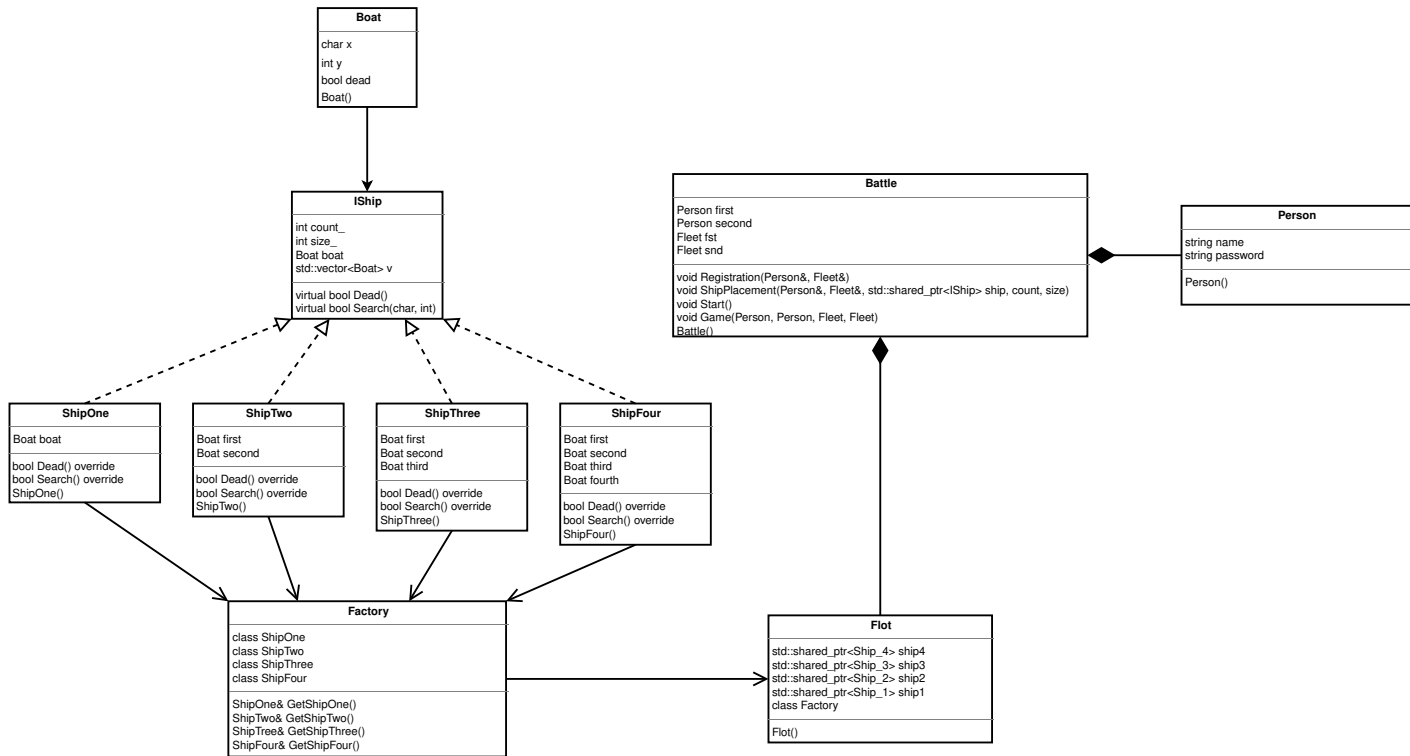 Boat
char x
int y
bool dead
Boat()
IShip
int count_
int size_
Boat boat
std::vector<Boat> v
virtual bool Dead()
virtual bool Search(char, int)
Battle
Person first
Person second
Fleet fst
Fleet snd
void Registration(Person&, Fleet&)
void ShipPlacement(Person&, Fleet&, std::shared_ptr<IShip> ship, count, size)
void Start()
void Game(Person, Person, Fleet, Fleet)
Battle()
Person
string name
string password
Person()
ShipOne
Boat boat
bool Dead() override
bool Search() override
ShipOne()
ShipTwo
Boat first
Boat second
bool Dead() override
bool Search() override
ShipTwo()
ShipThree
Boat first
Boat second
Boat third
bool Dead() override
bool Search() override
ShipThree()
ShipFour
Boat first
Boat second
Boat third
Boat fourth
bool Dead() override
bool Search() override
ShipFour()
Factory
class ShipOne
class ShipTwo
class ShipThree
class ShipFour
ShipOne& GetShipOne()
ShipTwo& GetShipTwo()
ShipTree& GetShipThree()
ShipFour& GetShipFour()
Flot
std::shared_ptr<Ship_4> ship4
std::shared_ptr<Ship_3> ship3
std::shared_ptr<Ship_2> ship2
std::shared_ptr<Ship_1> ship1
class Factory
Flot()